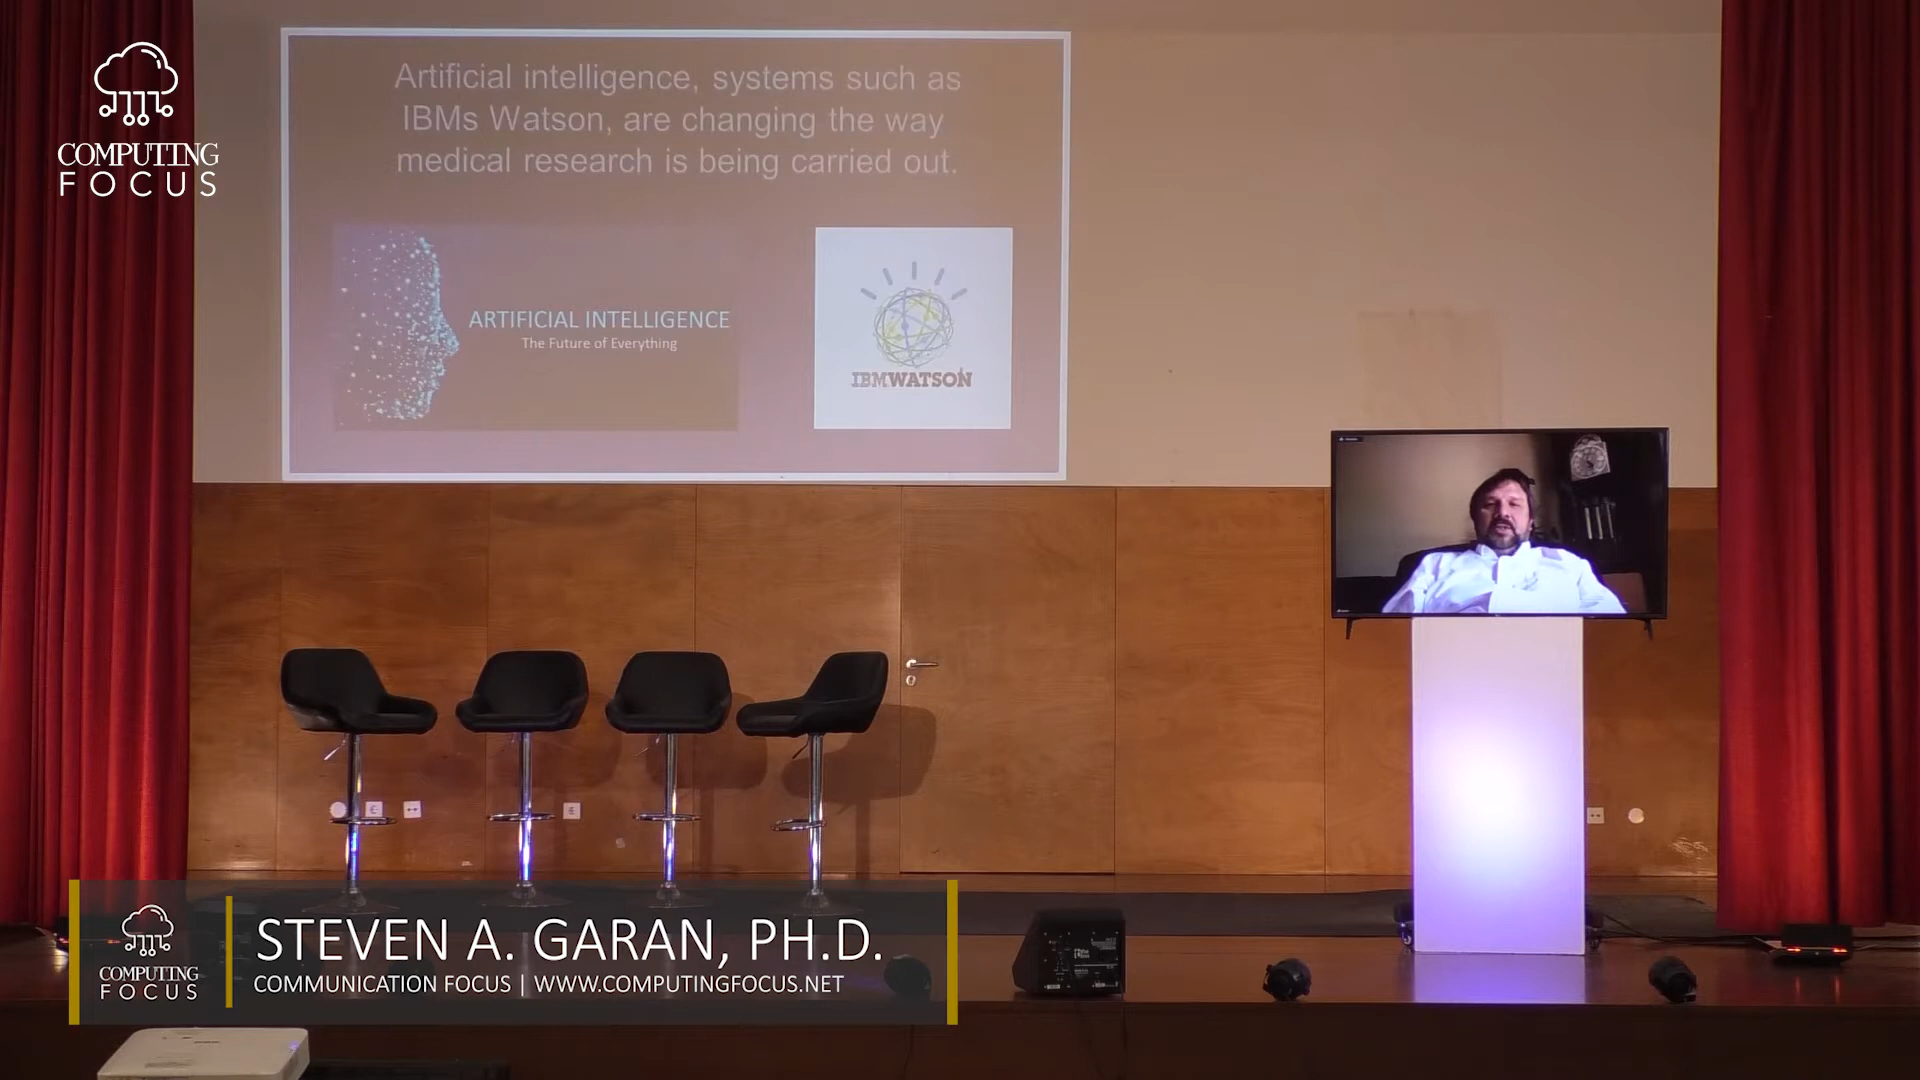 COMPUTING
FOCUS
Artificial intelligence, systems such as
IBMs Watson, are changing the way
medical research is being carried out.
ARTIFICIAL INTELLIGENCE
The Future of Everything
IBMWATSON
COMPUTING
FOCUS
STEVEN A. GARAN, PH.D.
COMMUNICATION FOCUS | WWW.COMPUTINGFOCUS.NET